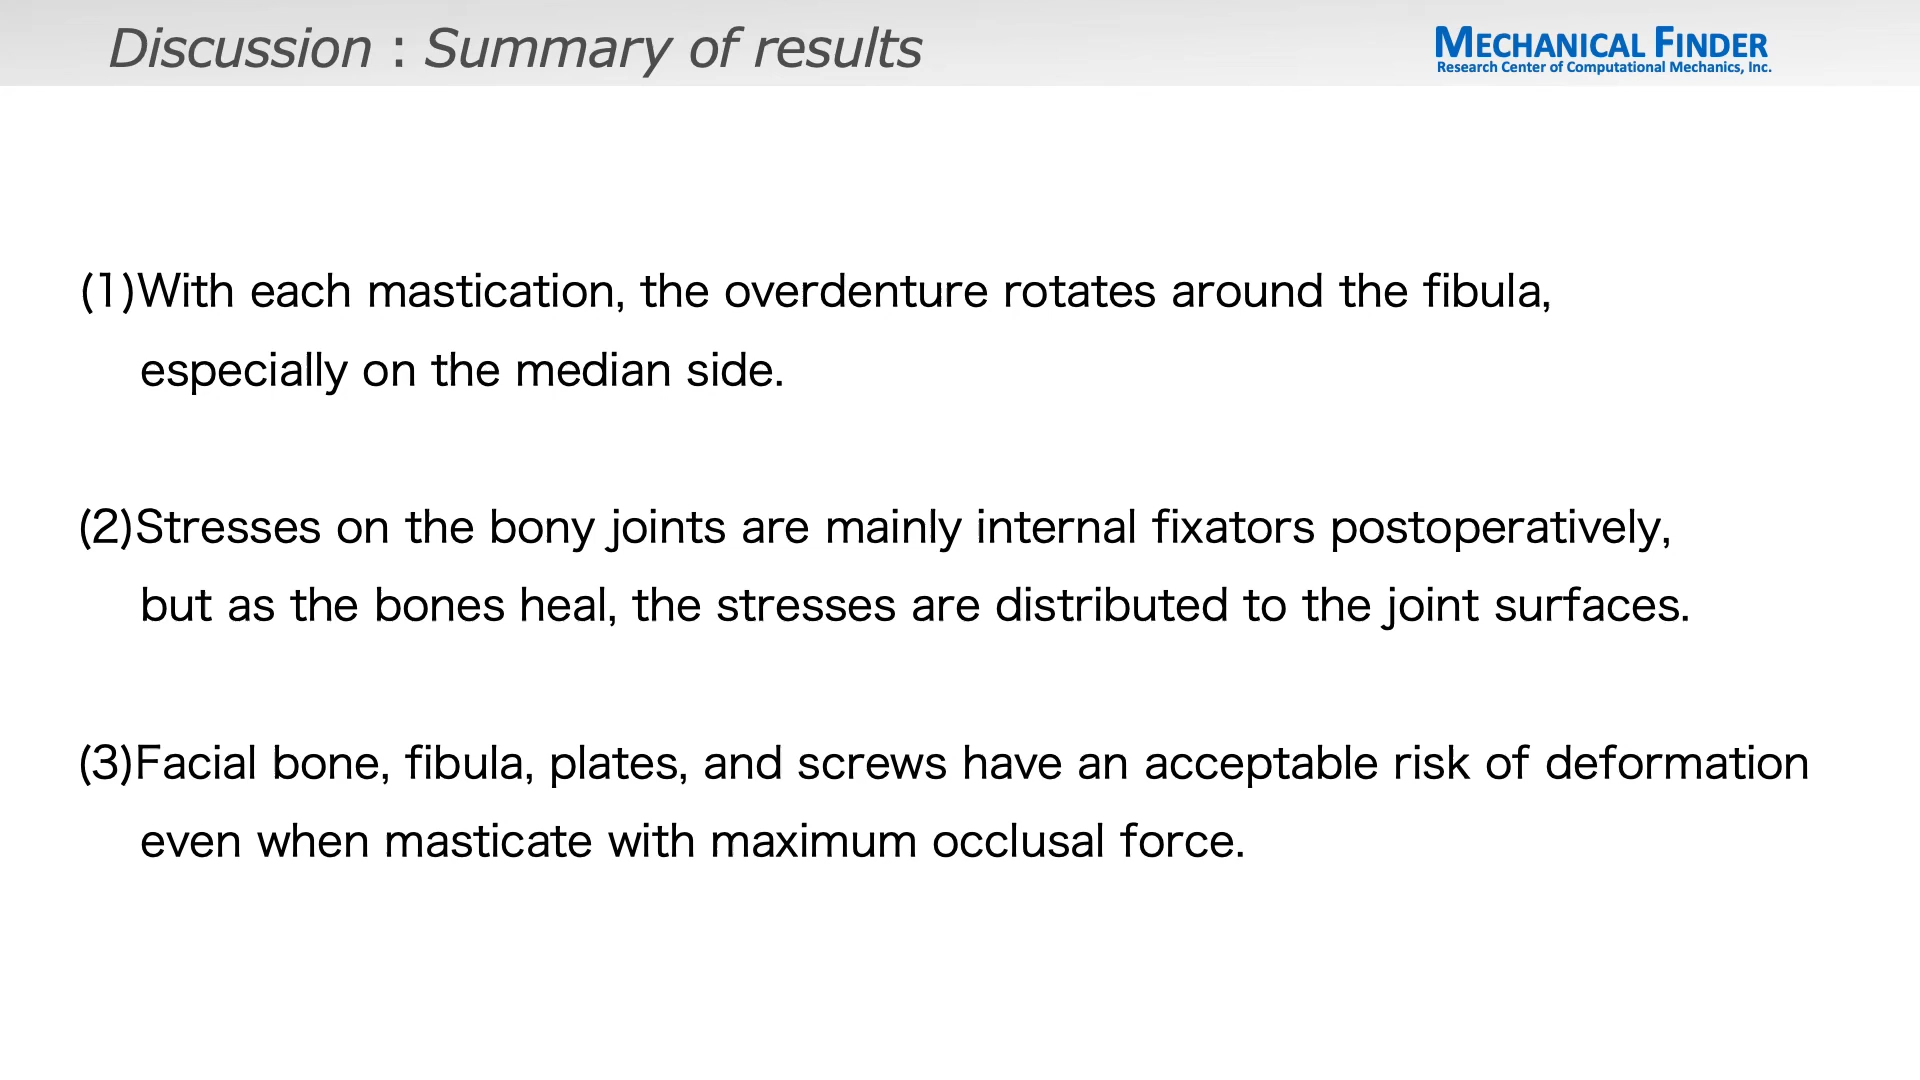 Discussion : Summary of results
MECHANICAL FINDER
Research Center of Computational Mechanics, Inc.
(1)With each mastication, the overdenture rotates around the fibula,
especially on the median side.
(2)Stresses on the bony joints are mainly internal fixators postoperatively,
but as the bones heal, the stresses are distributed to the joint surfaces.
(3)Facial bone, fibula, plates, and screws have an acceptable risk of deformation
even when masticate with maximum occlusal force.